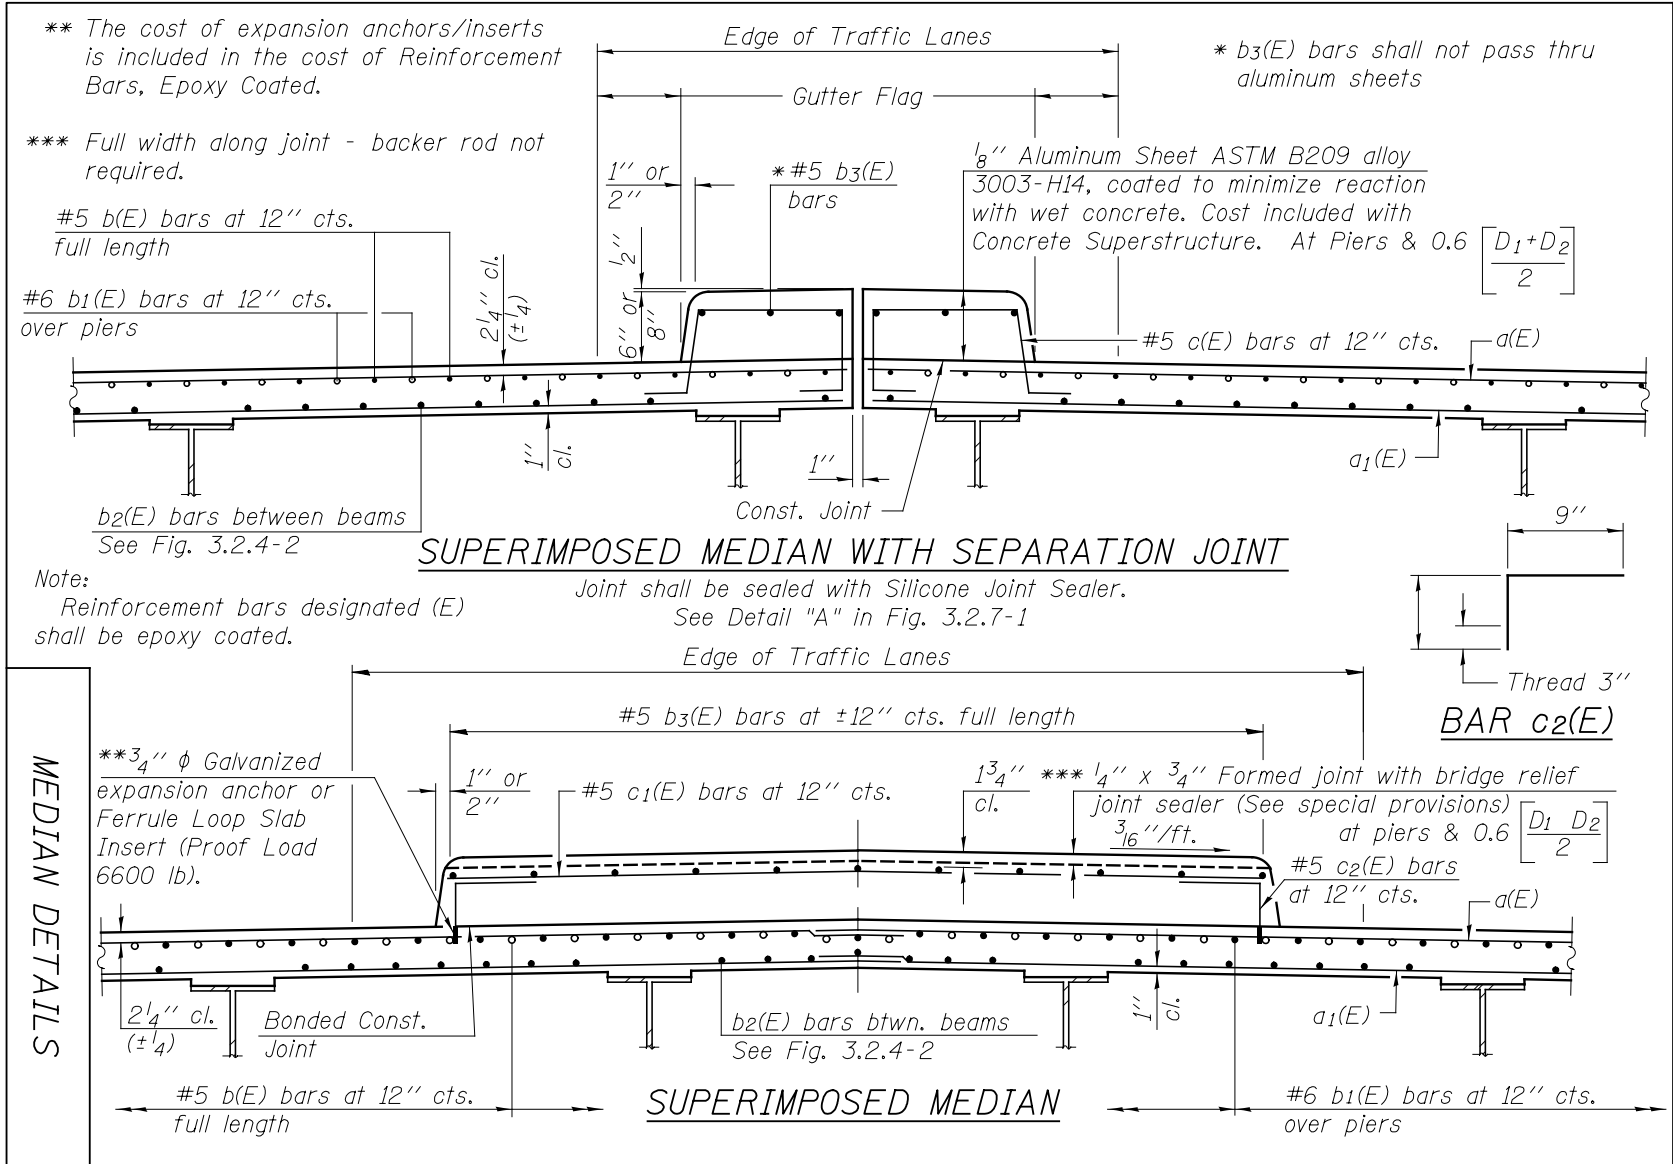 ** The cost of expansion anchors/inserts
is included in the cost of Reinforcement
Bars, Epoxy Coated.
*** Full width along joint - backer rod not
required.
Edge of Traffic Lanes
Gutter Flag
* b3(E) bars shall not pass thru
aluminum sheets
1" or
2"
* #5 b3(E)
bars
1/8" Aluminum Sheet ASTM B209 alloy
3003-H14, coated to minimize reaction
with wet concrete. Cost included with
Concrete Superstructure. At Piers & 0.6 [D1+D2
2]
#5 b(E) bars at 12" cts.
full length
#6 b1(E) bars at 12" cts.
over piers
2 1/4" cl.
(±1/4)
1/2"
6" or
8"
#5 c(E) bars at 12" cts.
a(E)
1"
cl.
1"
a1(E)
b2(E) bars between beams
See Fig. 3.2.4-2
Const. Joint
SUPERIMPOSED MEDIAN WITH SEPARATION JOINT
Joint shall be sealed with Silicone Joint Sealer.
See Detail "A" in Fig. 3.2.7-1
Note:
Reinforcement bars designated (E)
shall be epoxy coated.
9"
Thread 3"
BAR c2(E)
MEDIAN DETAILS
Edge of Traffic Lanes
#5 b3(E) bars at ±12" cts. full length
**3/4" ϕ Galvanized
expansion anchor or
Ferrule Loop Slab
Insert (Proof Load
6600 lb).
1" or
2"
#5 c1(E) bars at 12" cts.
1 3/4"
cl.
*** 1/4" x 3/4" Formed joint with bridge relief
joint sealer (See special provisions)
at piers & 0.6 [D1 D2
2]
3/16"/ft.
#5 c2(E) bars
at 12" cts.
a(E)
2 1/4" cl.
(±1/4)
Bonded Const.
Joint
b2(E) bars btwn. beams
See Fig. 3.2.4-2
1"
cl.
a1(E)
#5 b(E) bars at 12" cts.
full length
SUPERIMPOSED MEDIAN
#6 b1(E) bars at 12" cts.
over piers